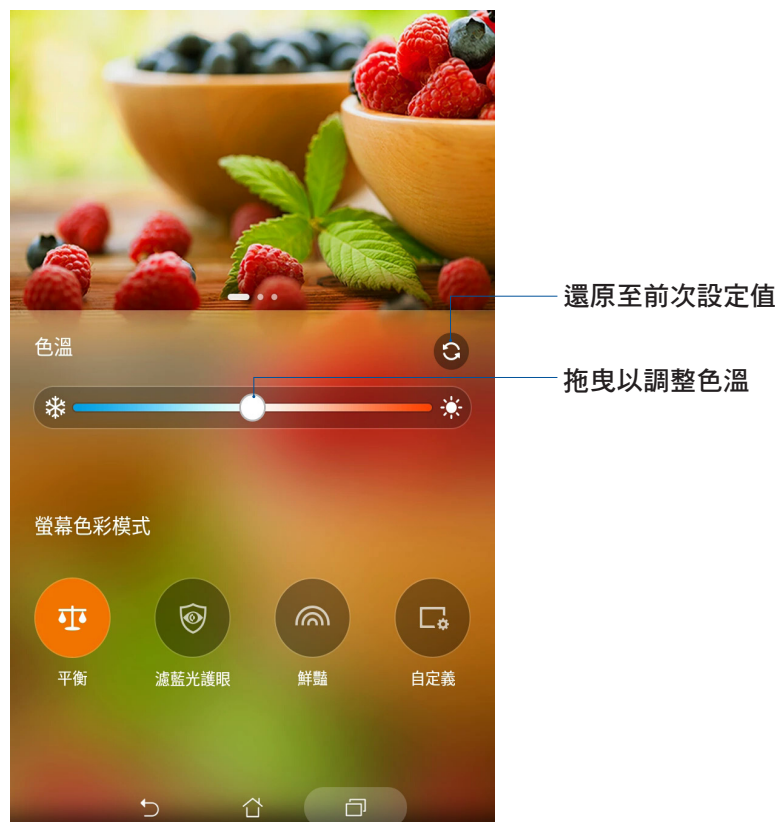 還原至前次設定值
色溫
拖曳以調整色溫
螢幕色彩模式
平衡
濾藍光護眼
鮮豔
自定義